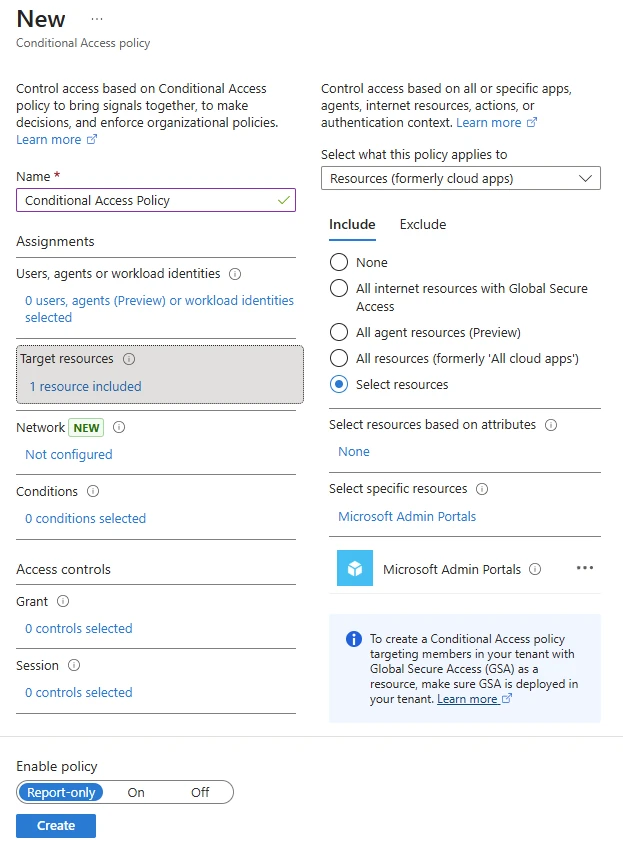 New ...
Conditional Access policy
Control access based on Conditional Access
policy to bring signals together, to make
decisions, and enforce organizational policies.
Learn more
Name *
Conditional Access Policy
Assignments
Users, agents or workload identities
0 users, agents (Preview) or workload identities
selected
Target resources
1 resource included
Network NEW
Not configured
Conditions
0 conditions selected
Access controls
Grant
0 controls selected
Session
0 controls selected
Control access based on all or specific apps,
agents, internet resources, actions, or
authentication context. Learn more
Select what this policy applies to
Resources (formerly cloud apps)
Include Exclude
None
All internet resources with Global Secure
Access
All agent resources (Preview)
All resources (formerly 'All cloud apps')
Select resources
Select resources based on attributes
None
Select specific resources
Microsoft Admin Portals
Microsoft Admin Portals
To create a Conditional Access policy
targeting members in your tenant with
Global Secure Access (GSA) as a
resource, make sure GSA is deployed in
your tenant. Learn more
Enable policy
Report-only On Off
Create